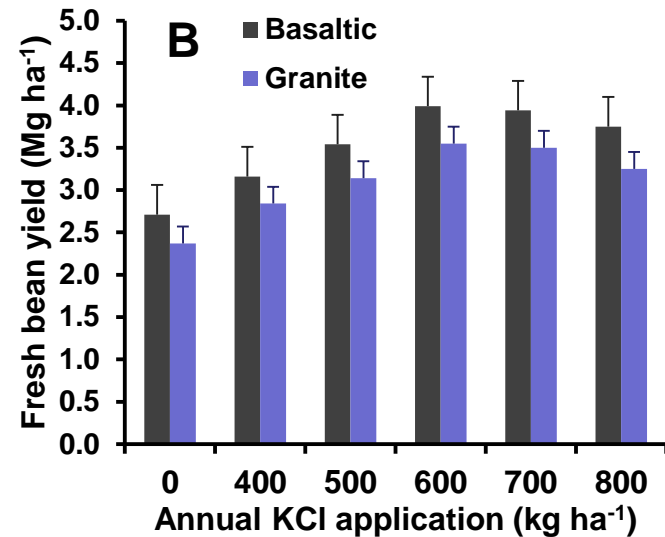 B
Basaltic
Granite
Fresh bean yield (Mg ha⁻¹)
5.0
4.5
4.0
3.5
3.0
2.5
2.0
1.5
1.0
0.5
0.0
0 400 500 600 700 800
Annual KCl application (kg ha⁻¹)